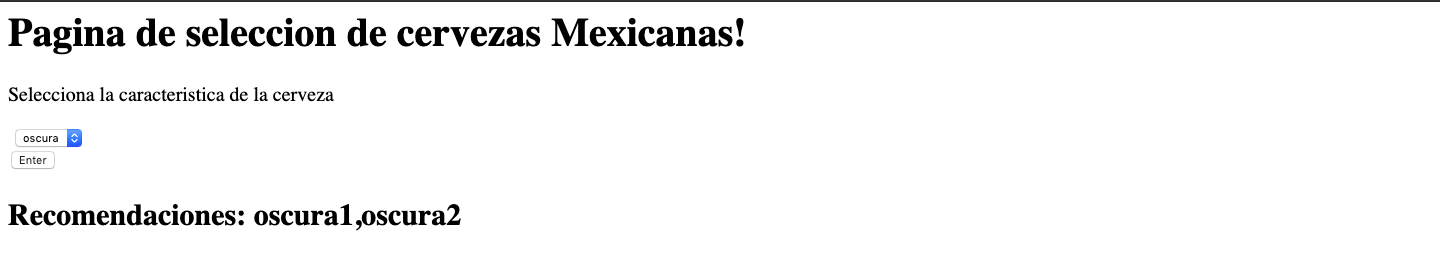 Pagina de seleccion de cervezas Mexicanas!
Selecciona la caracteristica de la cerveza
oscura
Enter
Recomendaciones: oscura1,oscura2